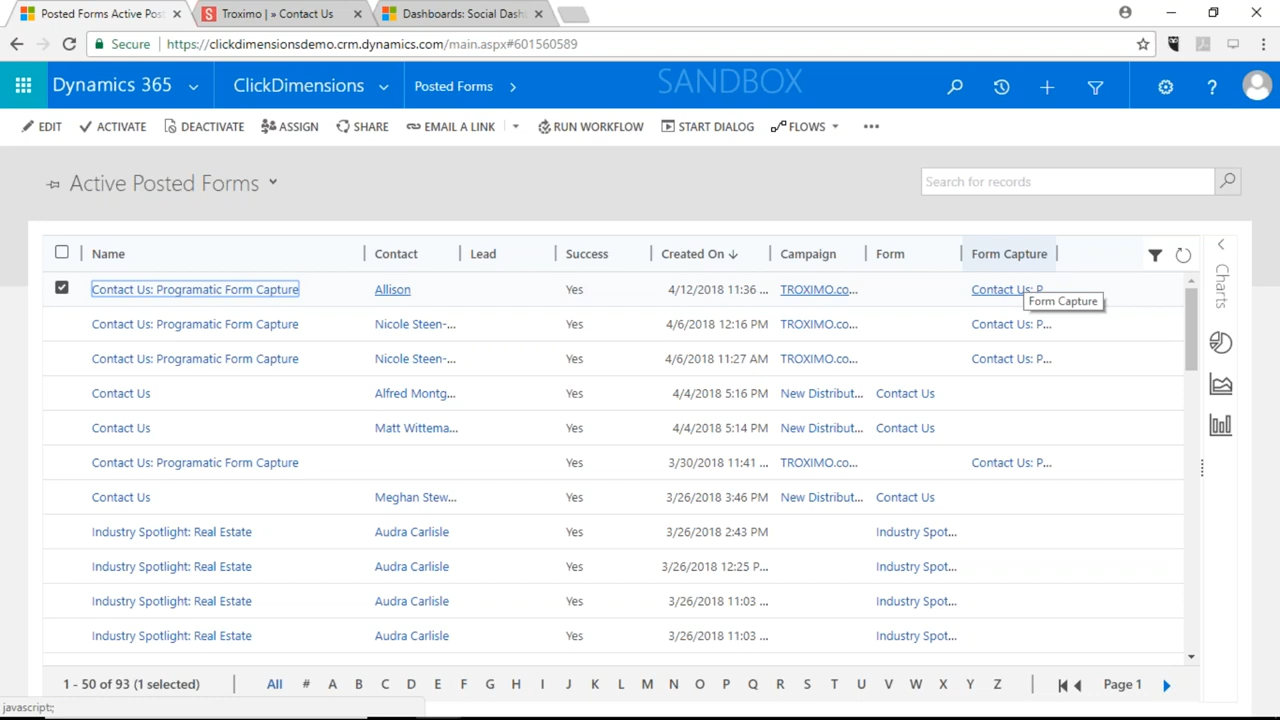 Posted Forms Active Post
Troximo | » Contact Us
Dashboards: Social Dash
Secure
https://clickdimensionsdemo.crm.dynamics.com/main.aspx#601560589
Dynamics 365
ClickDimensions
Posted Forms
SANDBOX
?
EDIT
ACTIVATE
DEACTIVATE
ASSIGN
SHARE
EMAIL A LINK
RUN WORKFLOW
START DIALOG
FLOWS
Active Posted Forms
Search for records
Name Contact Lead Success Created On Campaign Form Form Capture
Contact Us: Programatic Form Capture Allison Yes 4/12/2018 11:36 ... TROXIMO.co... Contact Us: P
Form Capture
Contact Us: Programatic Form Capture Nicole Steen-... Yes 4/6/2018 12:16 PM TROXIMO.co... Contact Us: P...
Contact Us: Programatic Form Capture Nicole Steen-... Yes 4/6/2018 11:27 AM TROXIMO.co... Contact Us: P...
Contact Us Alfred Montg... Yes 4/4/2018 5:16 PM New Distribut... Contact Us
Contact Us Matt Wittema... Yes 4/4/2018 5:14 PM New Distribut... Contact Us
Contact Us: Programatic Form Capture Yes 3/30/2018 11:41 ... TROXIMO.co... Contact Us: P...
Contact Us Meghan Stew... Yes 3/26/2018 3:46 PM New Distribut... Contact Us
Industry Spotlight: Real Estate Audra Carlisle Yes 3/26/2018 2:43 PM Industry Spot...
Industry Spotlight: Real Estate Audra Carlisle Yes 3/26/2018 12:25 P... Industry Spot...
Industry Spotlight: Real Estate Audra Carlisle Yes 3/26/2018 11:03 ... Industry Spot...
Industry Spotlight: Real Estate Audra Carlisle Yes 3/26/2018 11:03 ... Industry Spot...
Charts
1 - 50 of 93 (1 selected) All # A B C D E F G H I J K L M N O P Q R S T U V W X Y Z Page 1
javascript:;